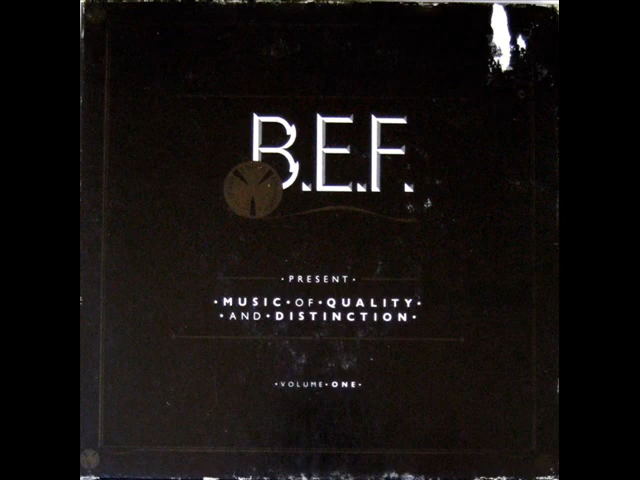 B.E.F.
• PRESENT •
• MUSIC • OF • QUALITY •
• AND • DISTINCTION •
• VOLUME • ONE •